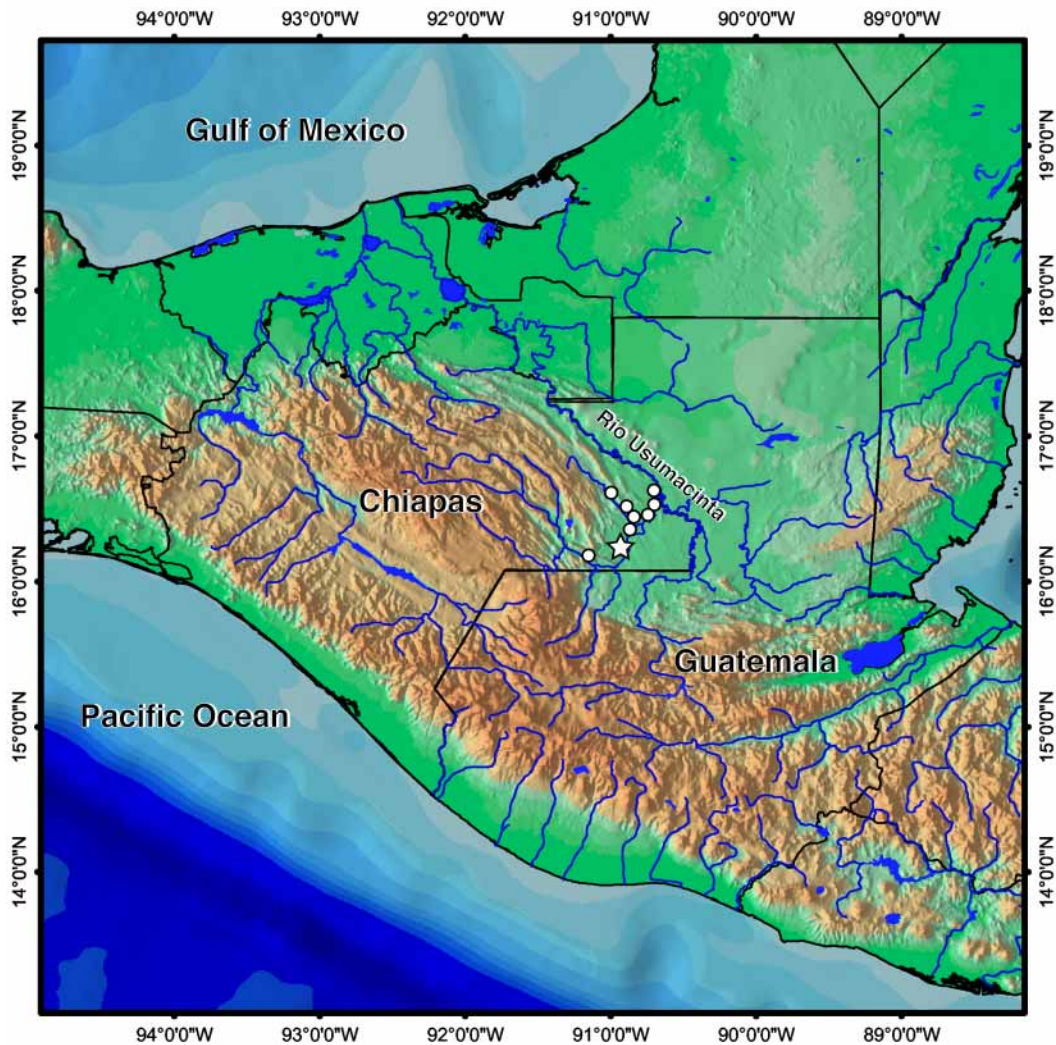 94°0'0"W 93°0'0"W 92°0'0"W 91°0'0"W 90°0'0"W 89°0'0"W
19°0'0"N 19°0'0"N
Gulf of Mexico
18°0'0"N 18°0'0"N
17°0'0"N 17°0'0"N
Río Usumacinta
Chiapas
16°0'0"N 16°0'0"N
Guatemala
Pacific Ocean
15°0'0"N 15°0'0"N
14°0'0"N 14°0'0"N
94°0'0"W 93°0'0"W 92°0'0"W 91°0'0"W 90°0'0"W 89°0'0"W